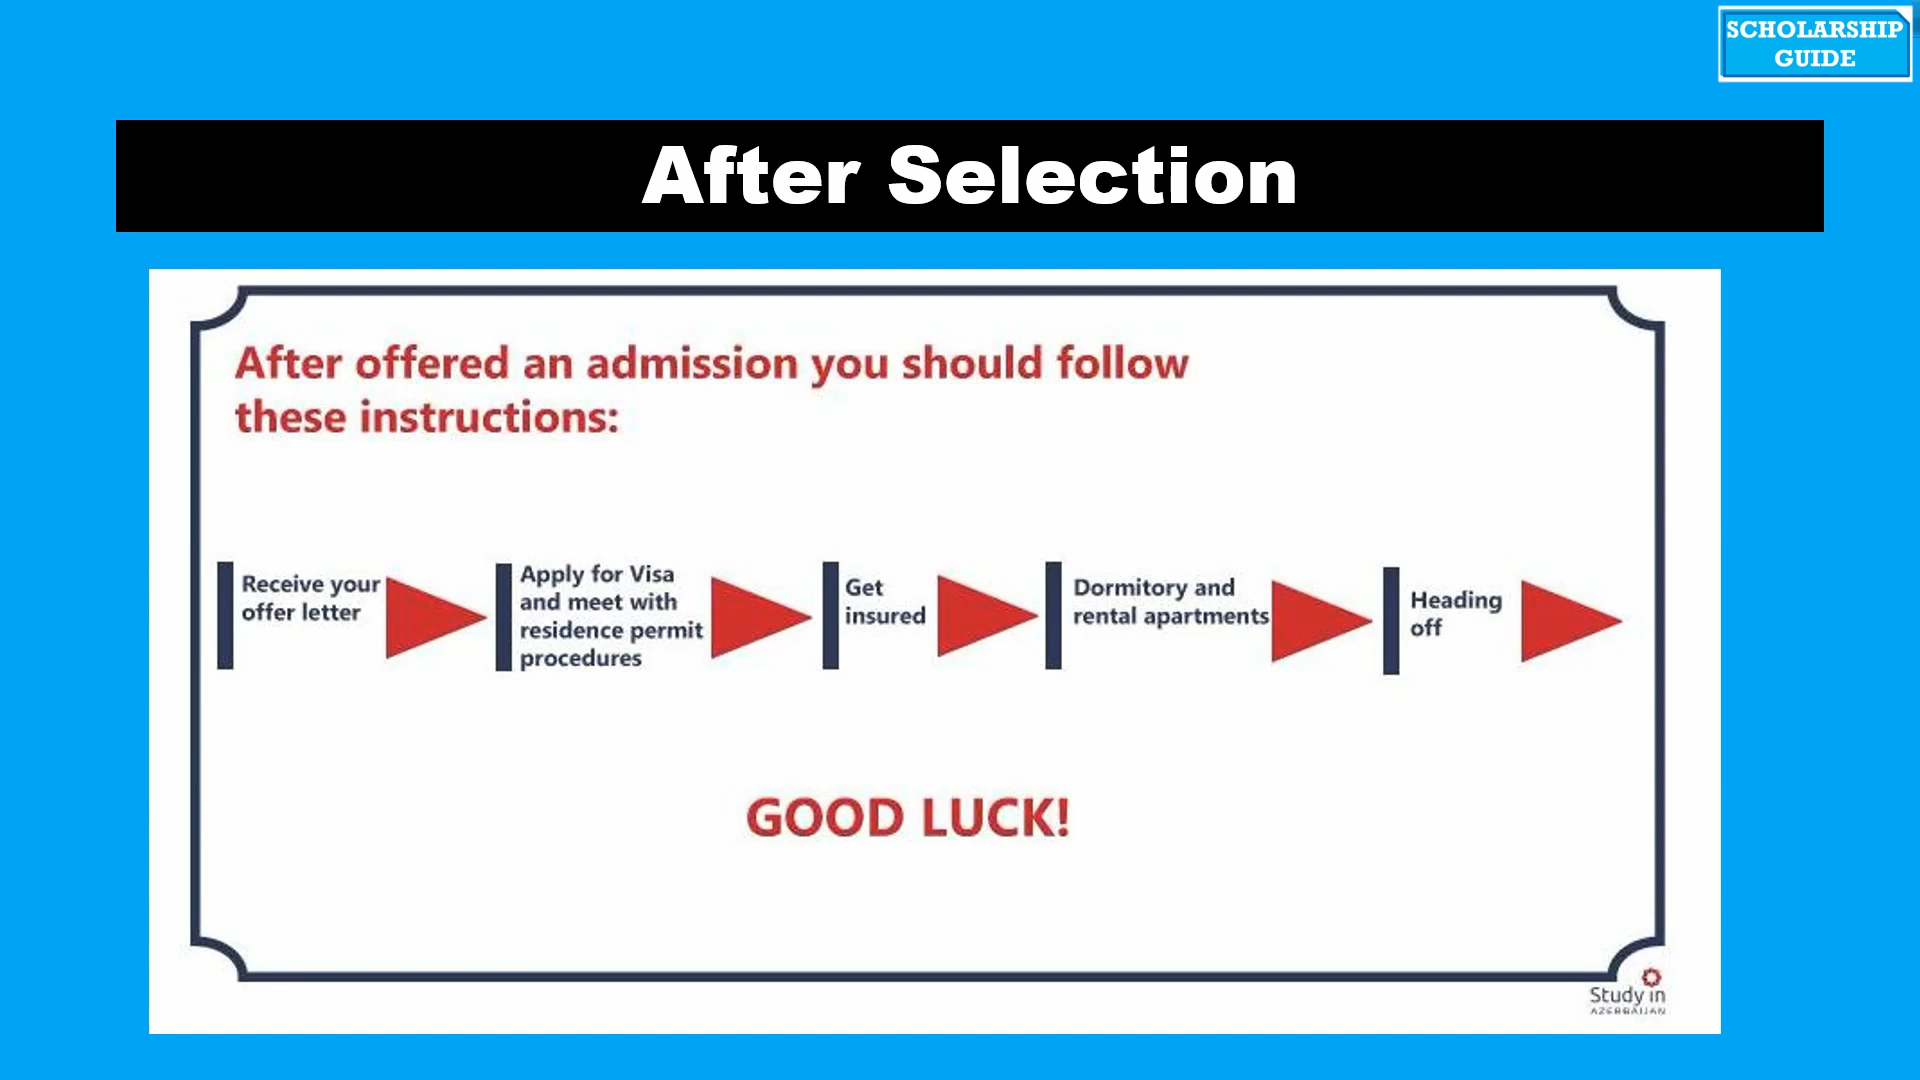 SCHOLARSHIP
GUIDE
After Selection
After offered an admission you should follow
these instructions:
Receive your
offer letter
Apply for Visa
and meet with
residence permit
procedures
Get
insured
Dormitory and
rental apartments
Heading
off
GOOD LUCK!
Study in
AZERBAIJAN